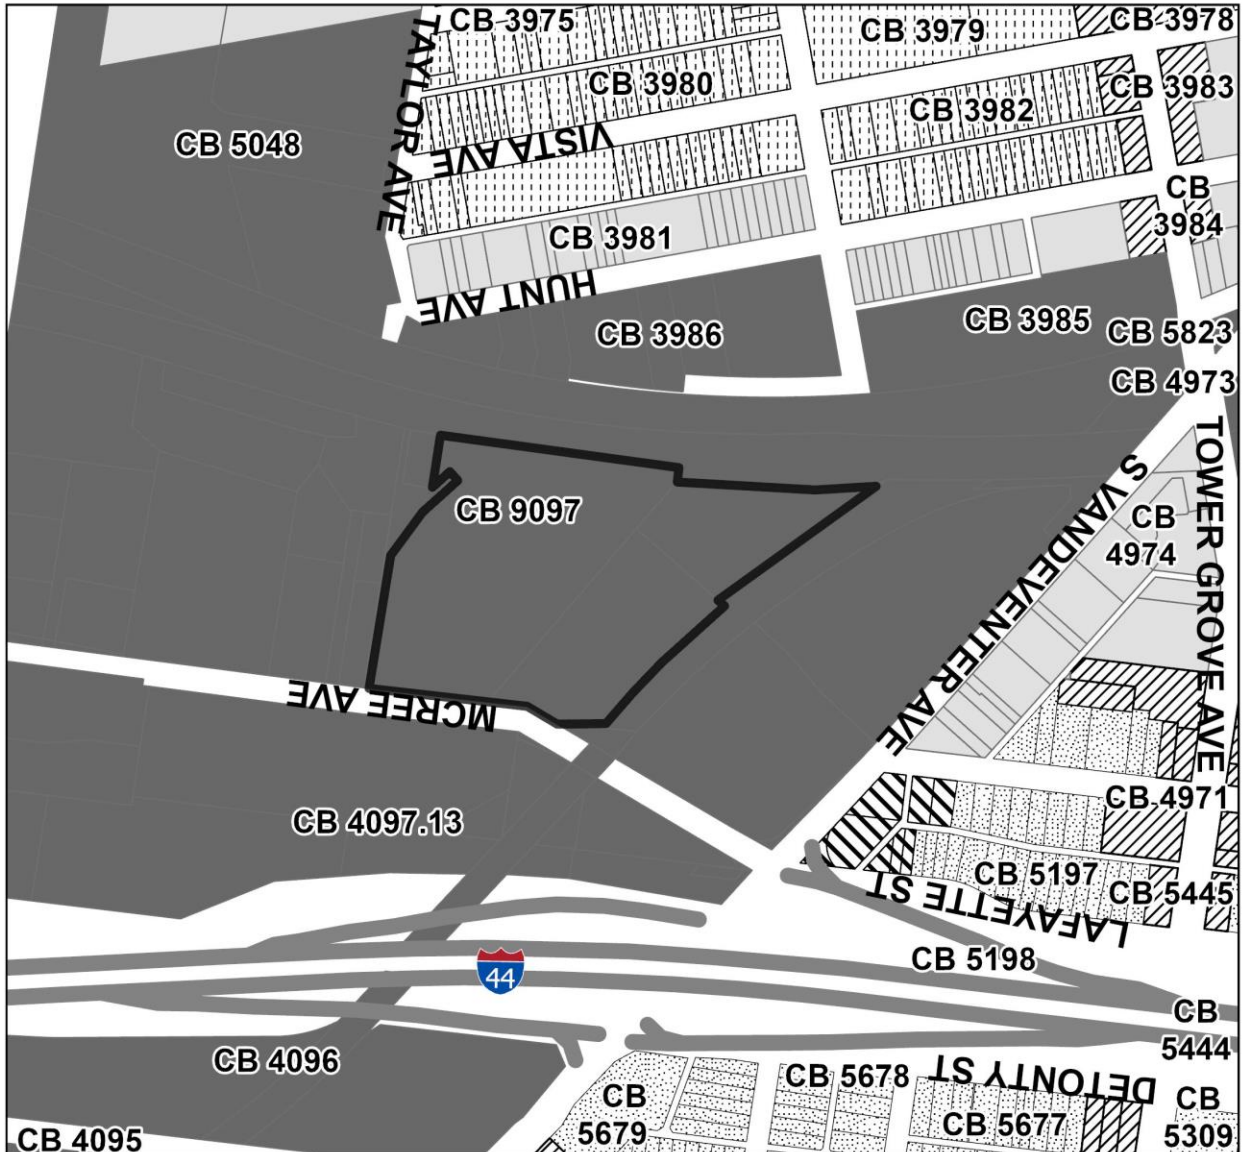 CB 3975
CB 3979
CB 3978
TAYLOR AVE
CB 3980
CB 3982
CB 3983
CB 5048
VISTA AVE
CB
3984
CB 3981
HUNT AVE
CB 3986
CB 3985
CB 5823
CB 4973
TOWER GROVE AVE
S VANDEVENTER AVE
CB 9097
CB
4974
MCREE AVE
CB 4971
CB 4097.13
CB 5197
CB 5445
LAFAYETTE ST
CB 5198
44
CB
5444
CB 4096
DETONTY ST
CB 5678
CB
5679
CB 5677
CB
5309
CB 4095